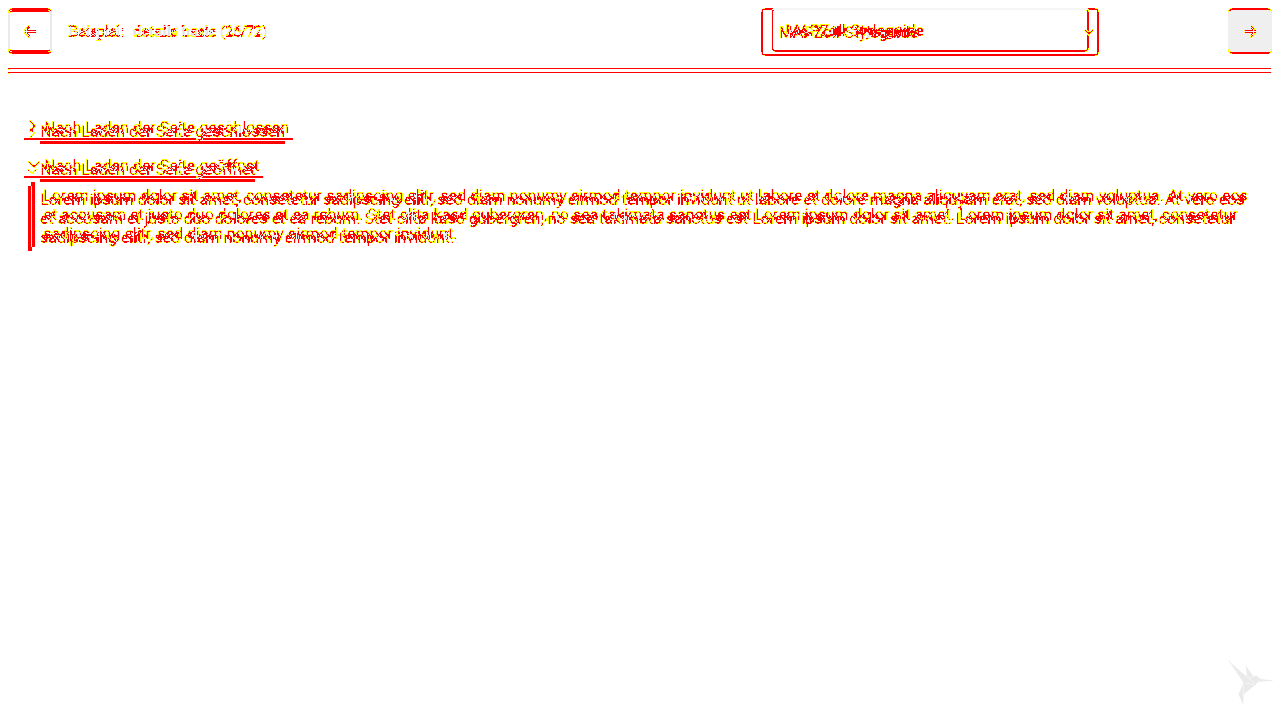 Beispiel: details basic (26/72)
Nach Laden der Seite geschlossen
Nach Laden der Seite geöffnet
Lorem ipsum dolor sit amet, consetetur sadipscing elitr, sed diam nonumy eirmod tempor invidunt ut labore et dolore magna aliquyam erat, sed diam voluptua. At vero eos
et accusam et justo duo dolores et ea rebum. Stet clita kasd gubergren, no sea takimata sanctus est Lorem ipsum dolor sit amet. Lorem ipsum dolor sit amet, consetetur
sadipscing elitr, sed diam nonumy eirmod tempor invidunt.